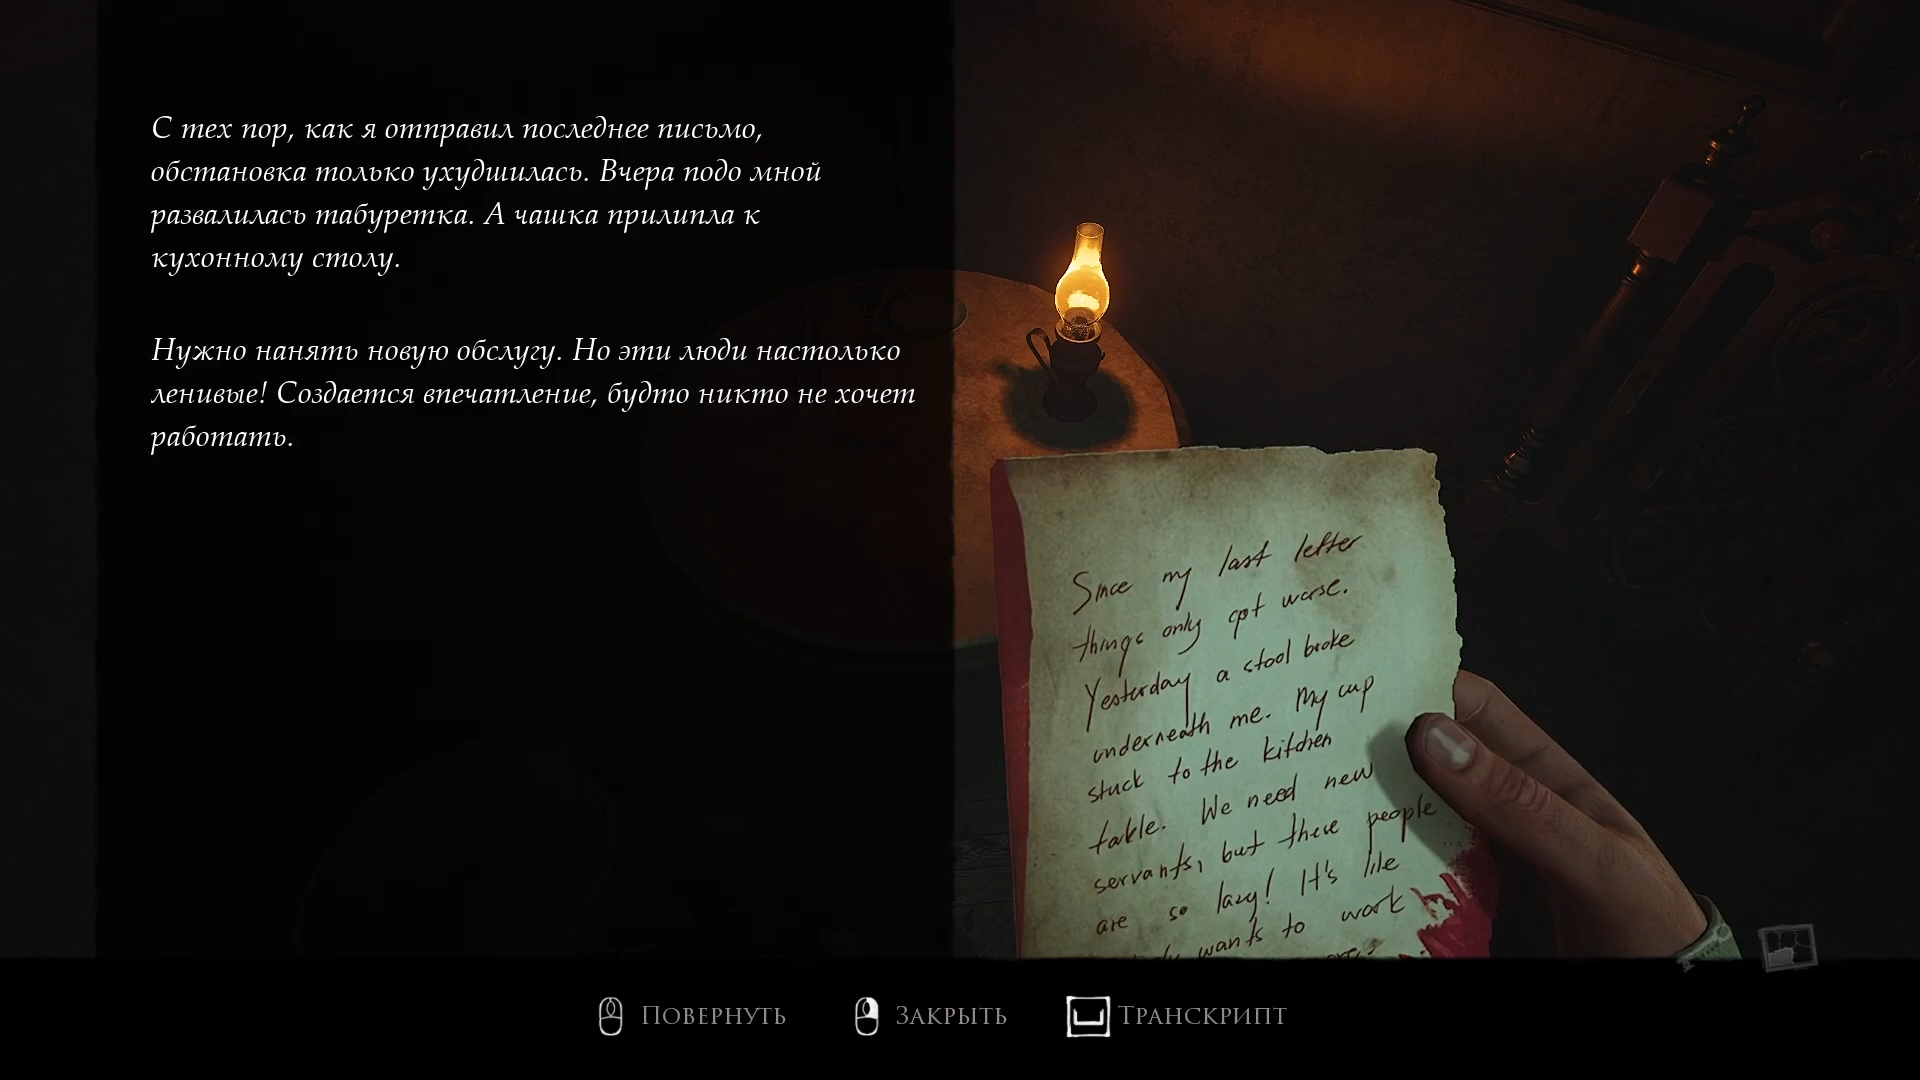 С тех пор, как я отправил последнее письмо,
обстановка только ухудшилась. Вчера подо мной
развалилась табуретка. А чашка прилипла к
кухонному столу.
Нужно нанять новую обслугу. Но эти люди настолько
ленивые! Создается впечатление, будто никто не хочет
работать.
Since my last letter
things only got worse.
Yesterday a stool broke
underneath me. My cup
stuck to the kitchen
table. We need new
servants, but these people
are so lazy! It's like
wants to work
Повернуть
Закрыть
Транскрипт